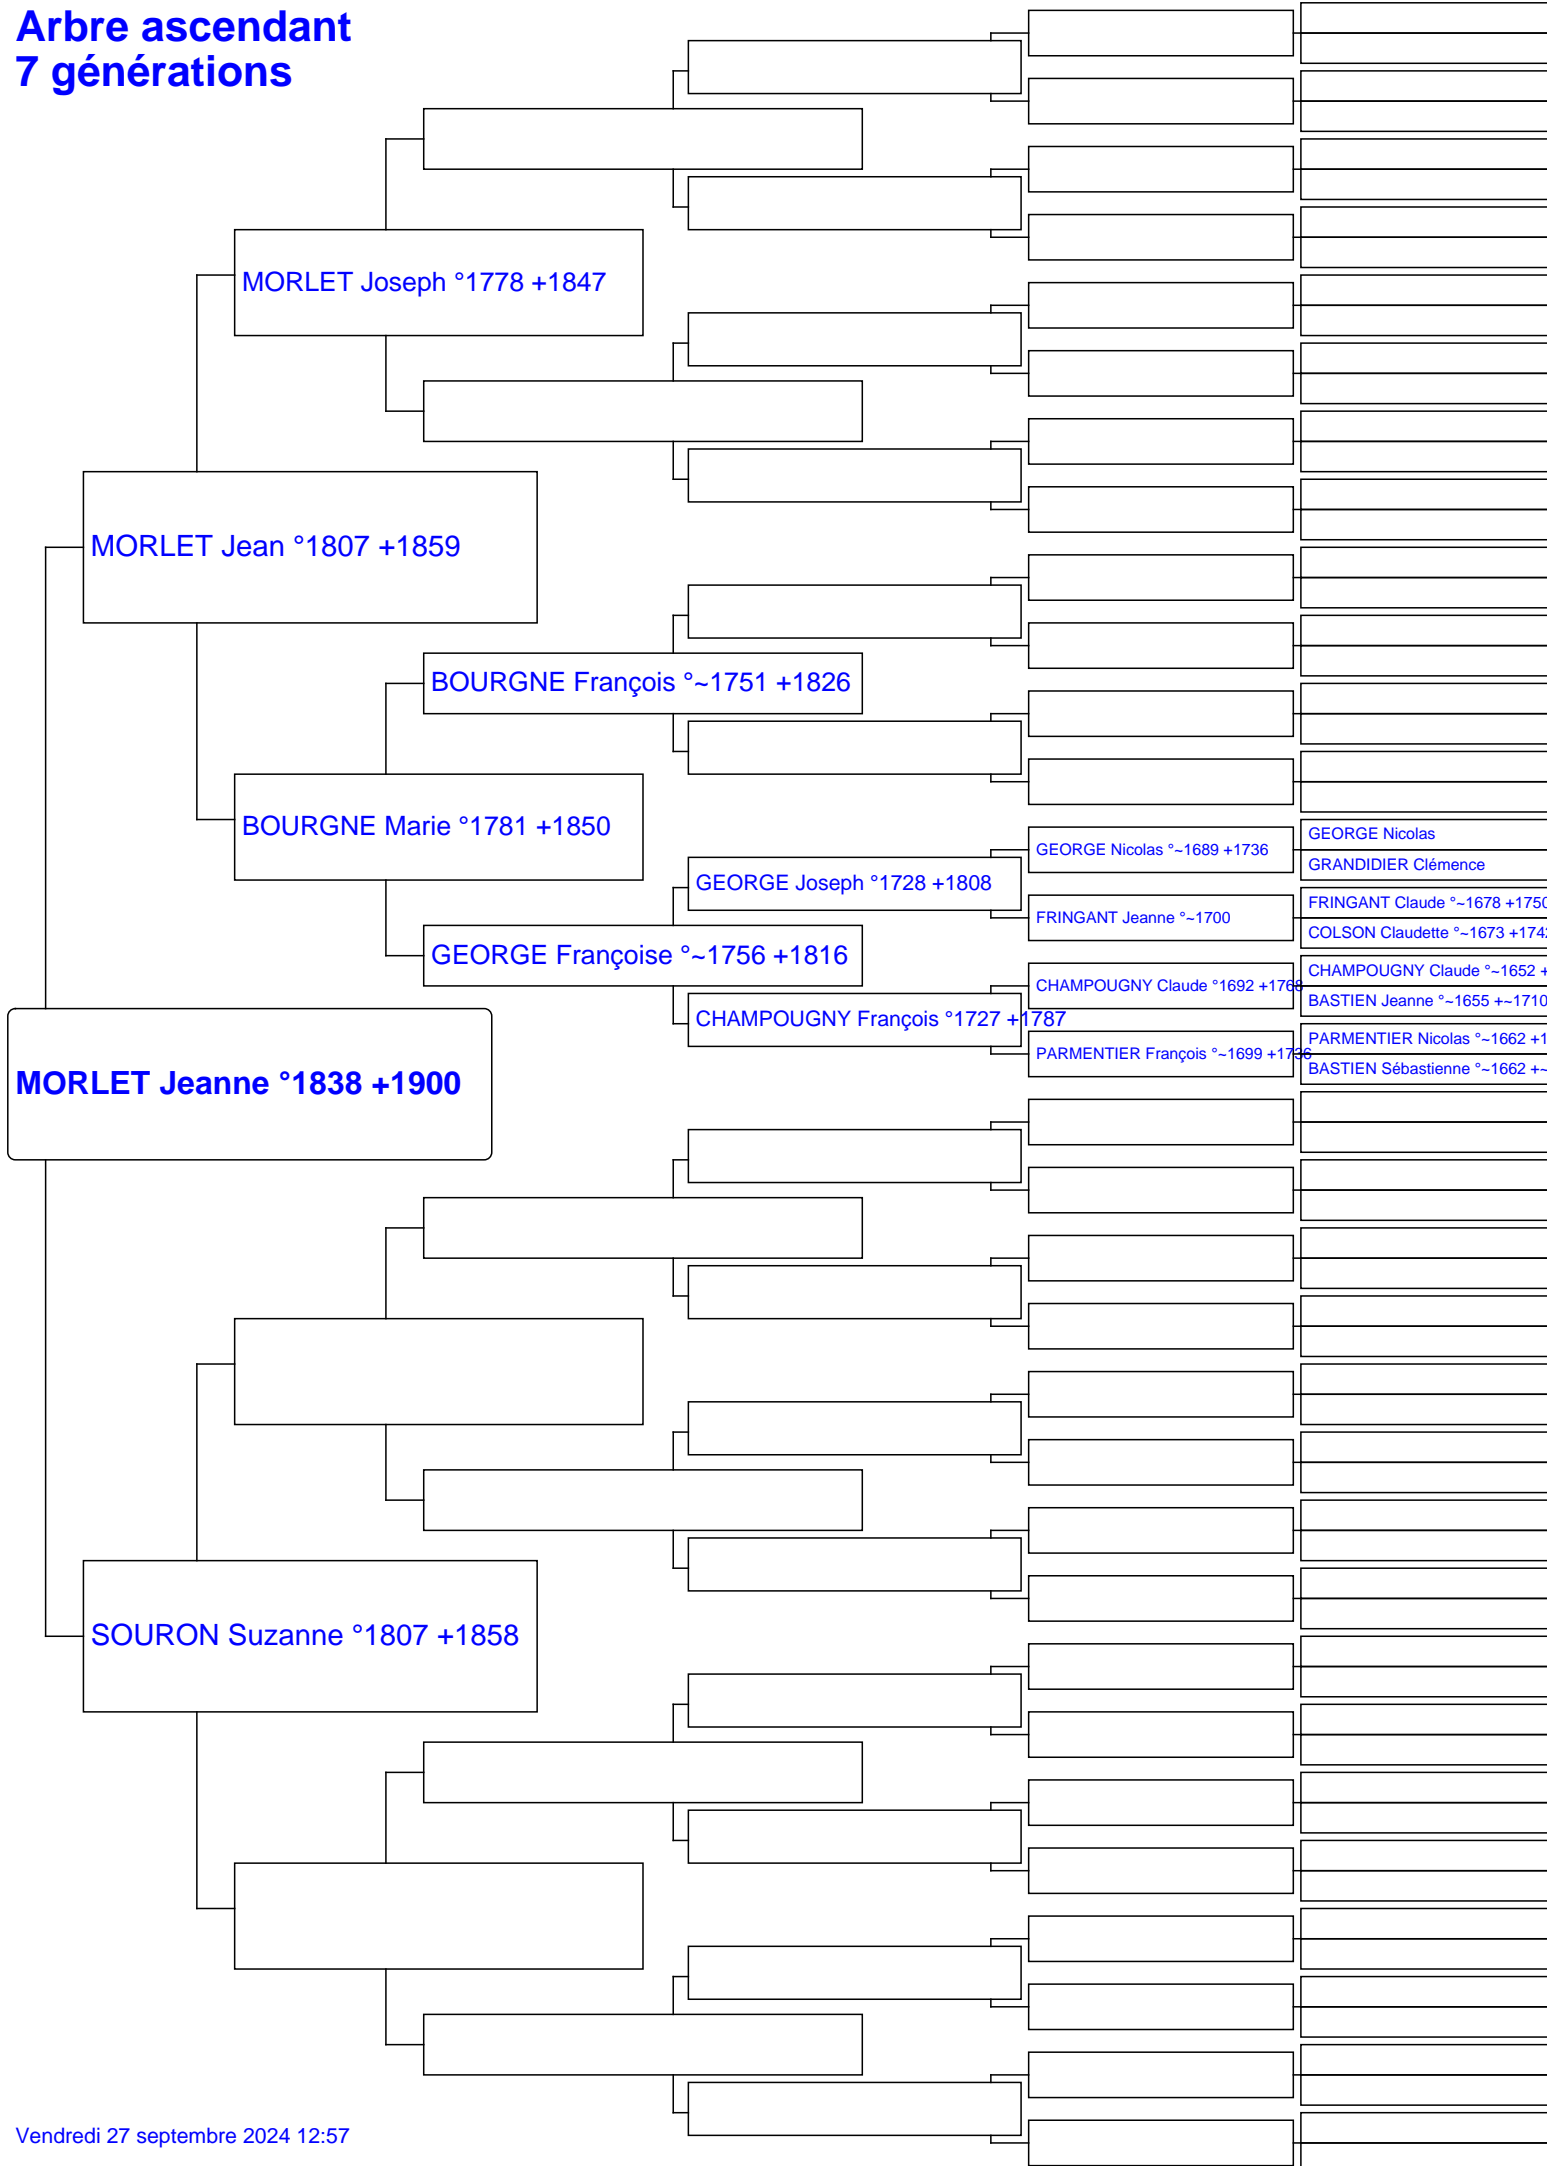 Arbre ascendant
7 générations
MORLET Joseph °1778 +1847
MORLET Jean °1807 +1859
BOURGNE François °~1751 +1826
BOURGNE Marie °1781 +1850
GEORGE Nicolas
GEORGE Nicolas °~1689 +1736
GRANDIDIER Clémence
GEORGE Joseph °1728 +1808
FRINGANT Claude °~1678 +1750
FRINGANT Jeanne °~1700
COLSON Claudette °~1673 +1742
GEORGE Françoise °~1756 +1816
CHAMPOUGNY Claude °~1652 +
CHAMPOUGNY Claude °1692 +1768
BASTIEN Jeanne °~1655 +~1710
CHAMPOUGNY François °1727 +1787
PARMENTIER Nicolas °~1662 +1
PARMENTIER François °~1699 +1736
BASTIEN Sébastienne °~1662 +~
MORLET Jeanne °1838 +1900
SOURON Suzanne °1807 +1858
Vendredi 27 septembre 2024 12:57